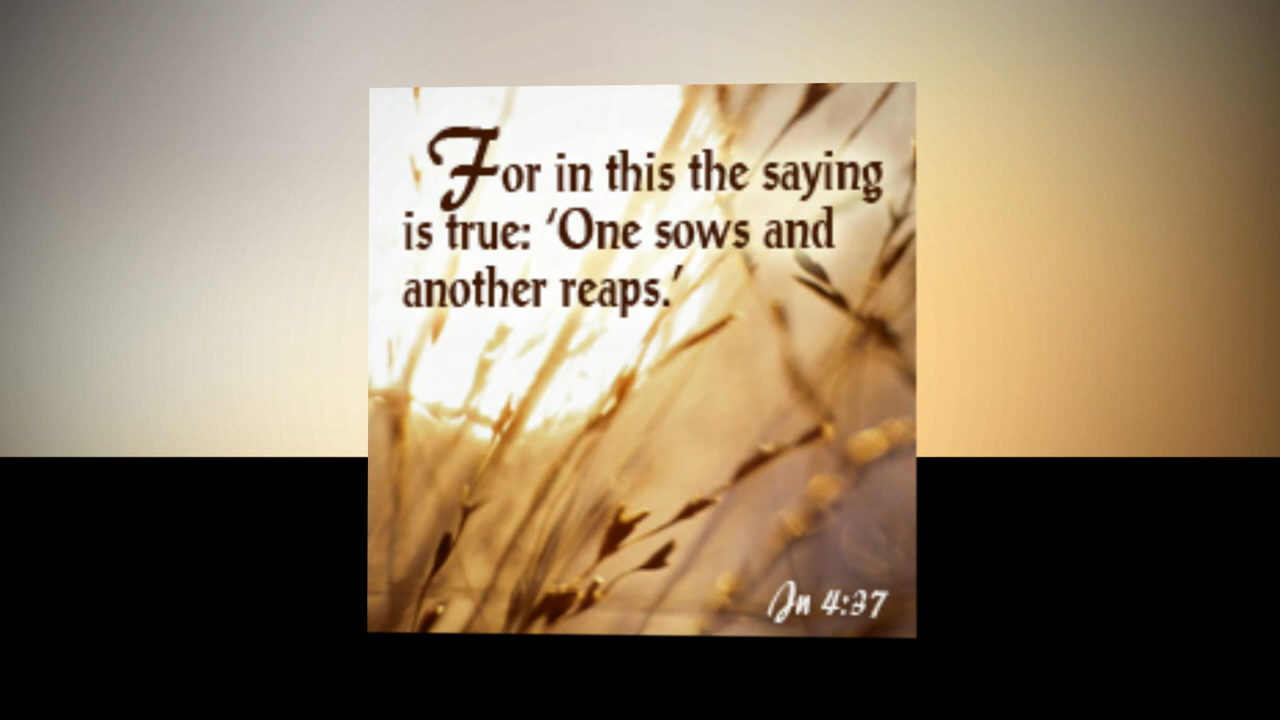 For in this the saying
is true: ‘One sows and
another reaps.’
Jn 4:37